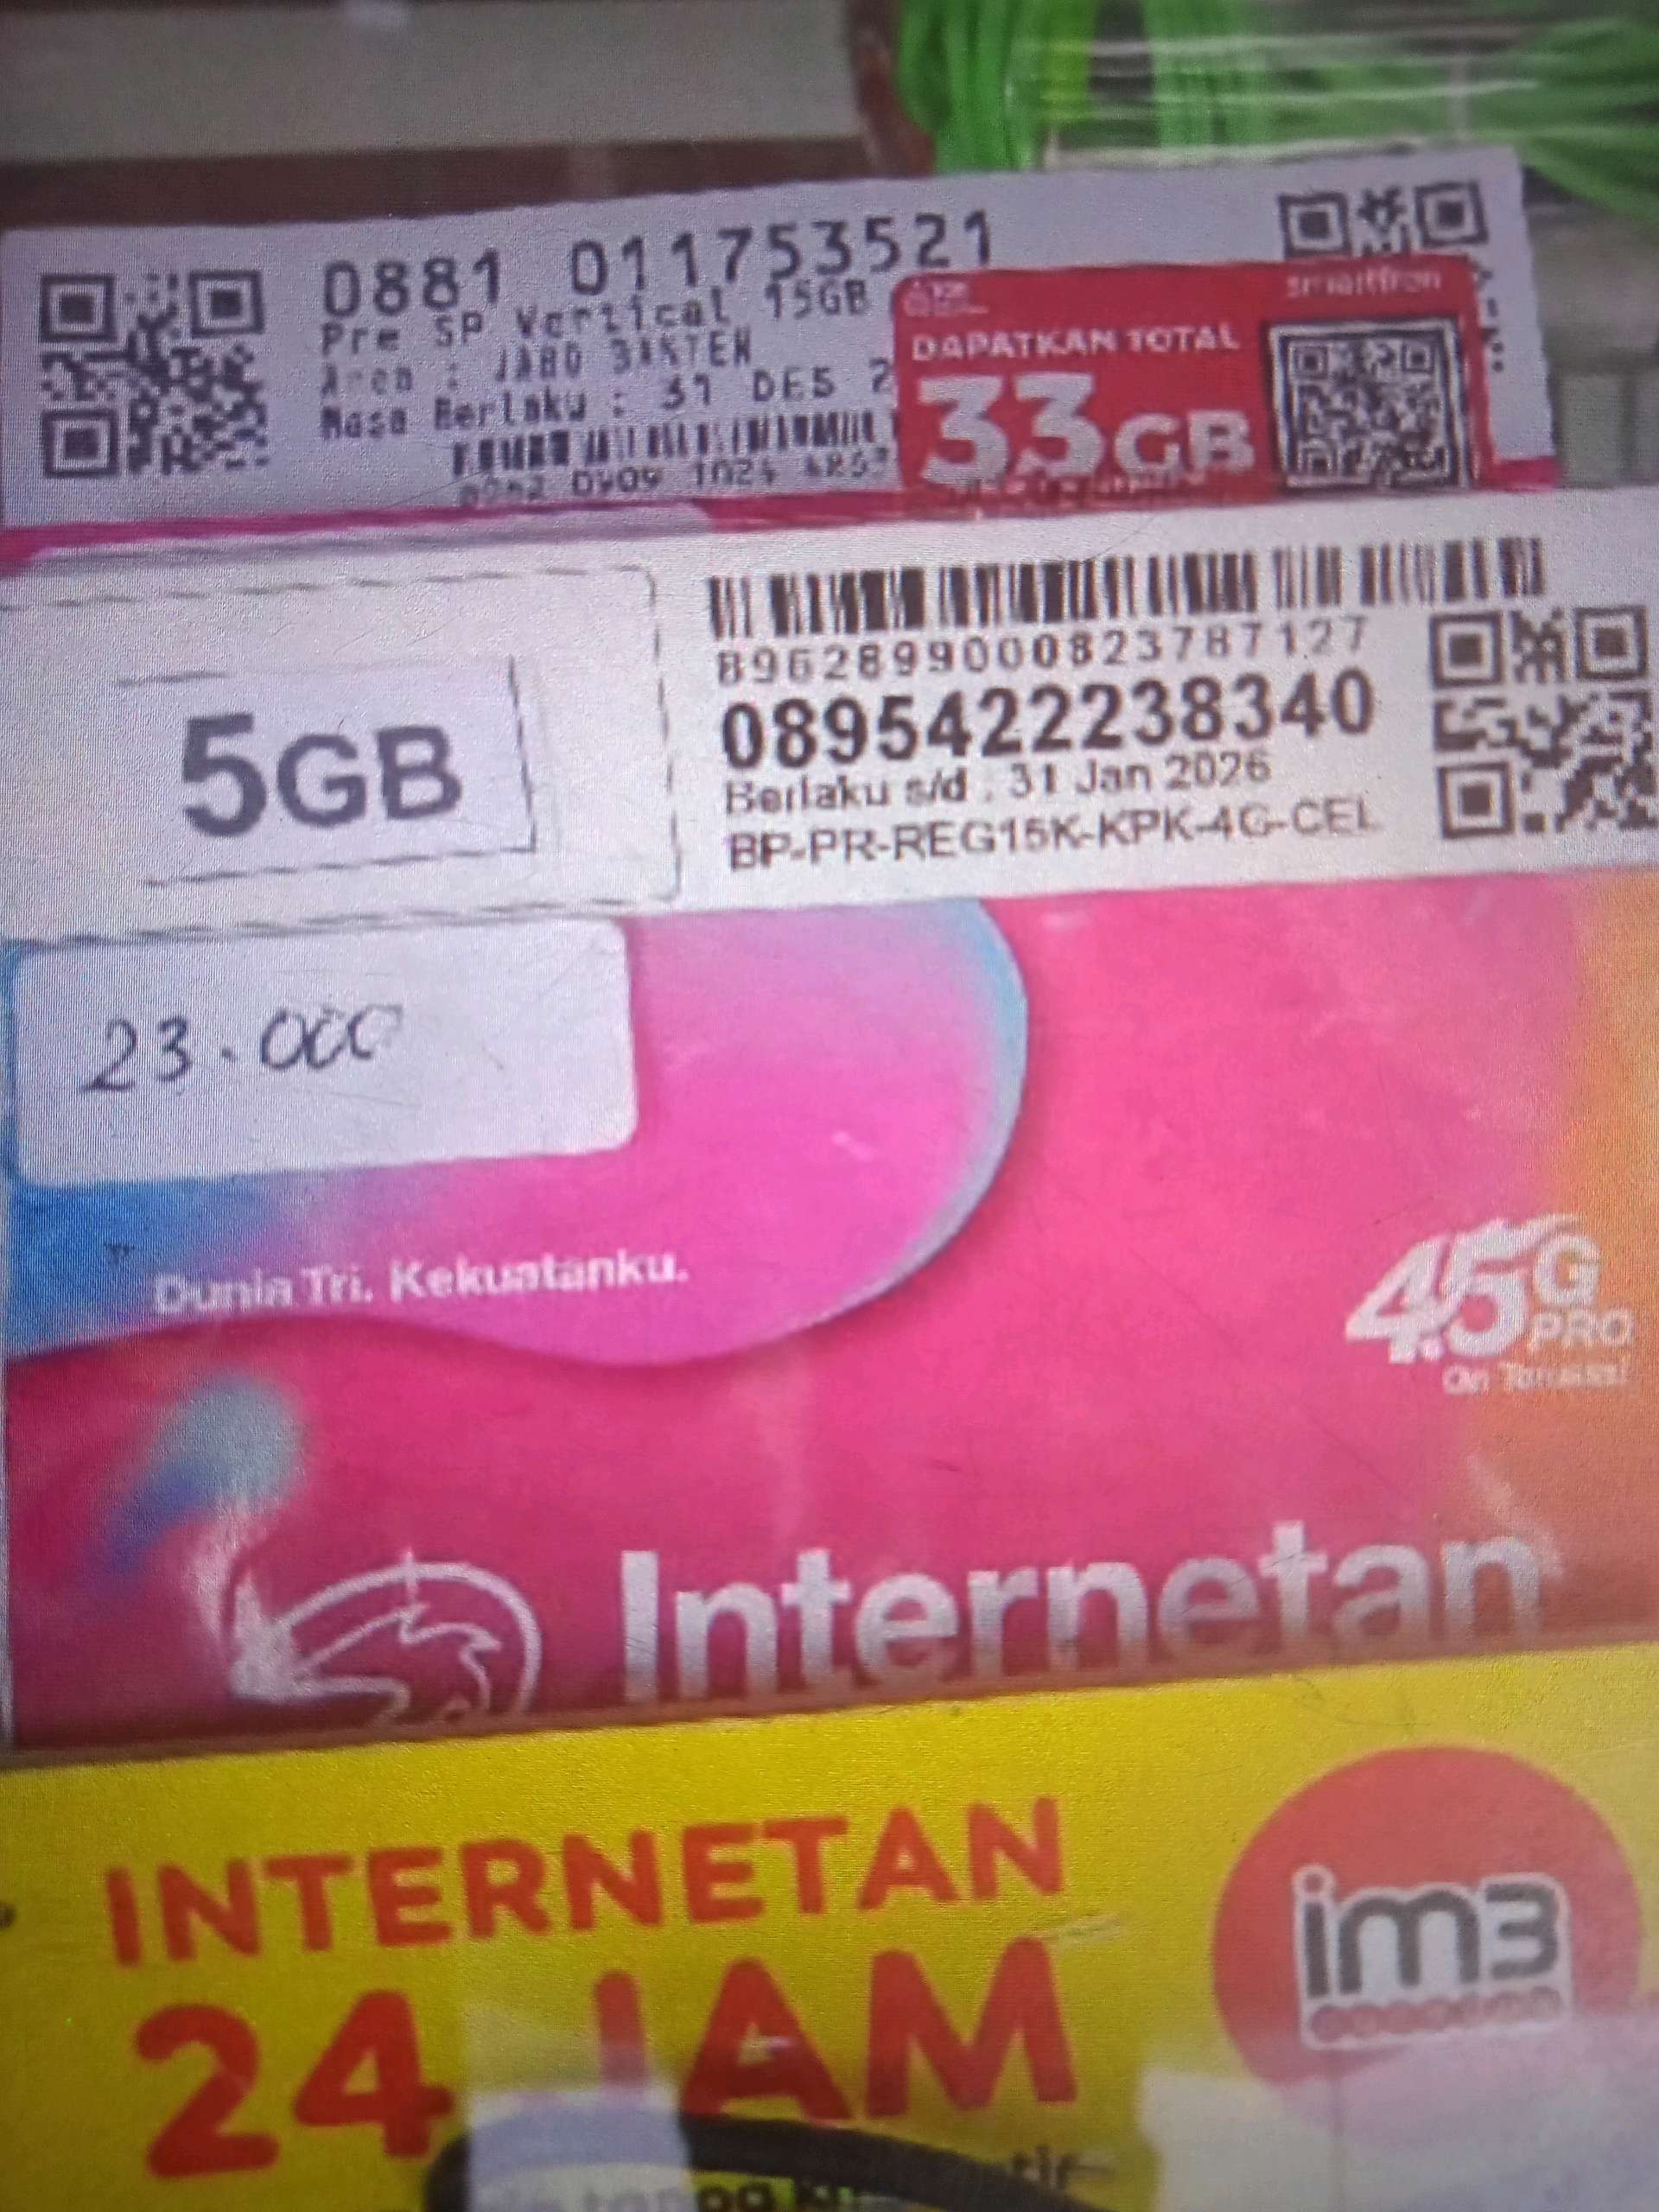 0881 011753521
Pre SP Vertical 15GB
Area : JABO BANTEN
Masa Berlaku : 31 DES 2
smartfren
DAPATKAN TOTAL
33GB
8962899000823787127
0895422238340
Berlaku s/d : 31 Jan 2026
BP-PR-REG15K-KPK-4G-CEL
5GB
23.000
Dunia Tri. Kekuatanku.
4.5G
PRO
Internetan
INTERNETAN
24 JAM
im3
ooredoo